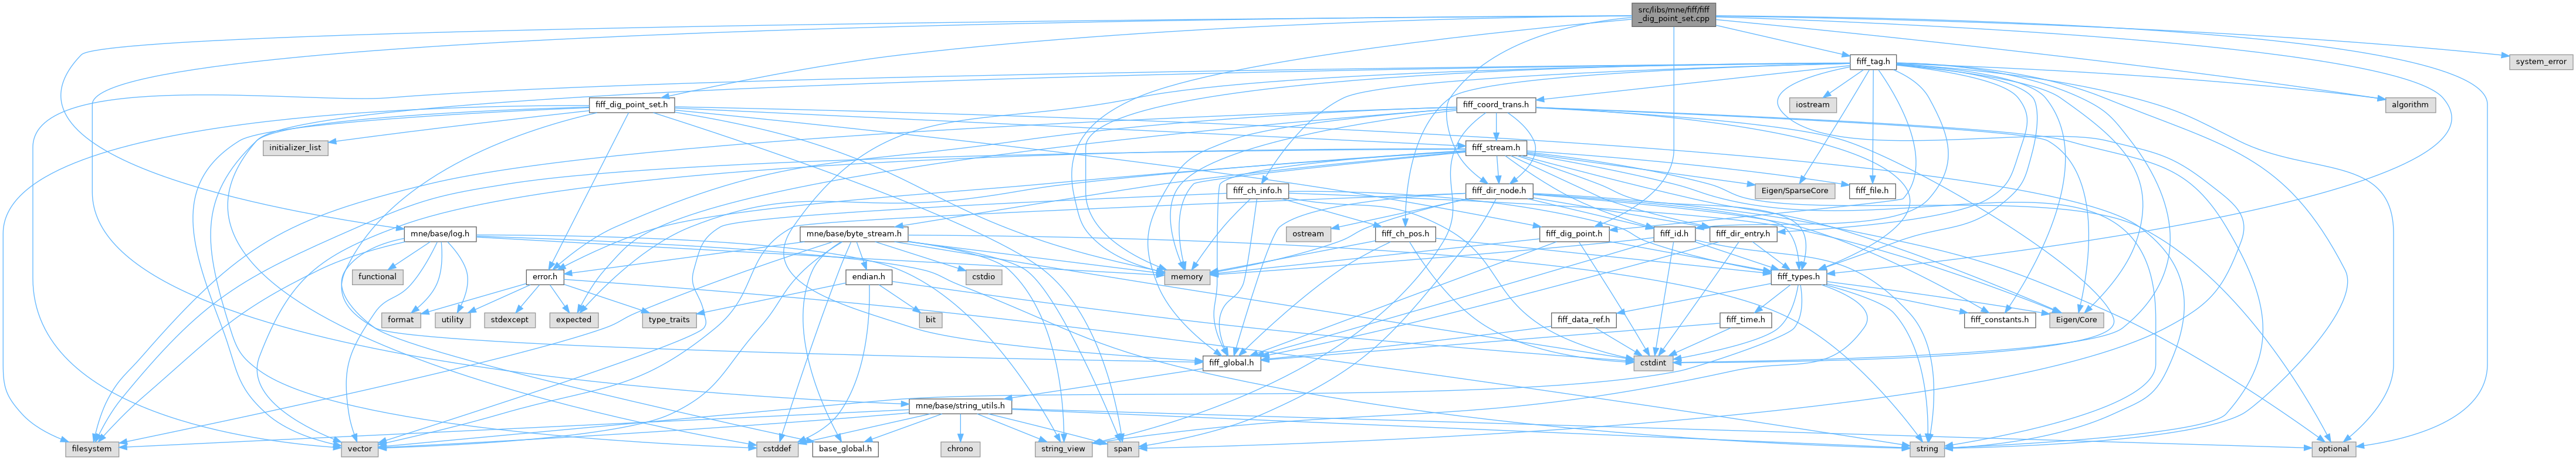 src/libs/mne/fiff/fiff
_dig_point_set.cpp
fiff_tag.h
system_error
fiff_dig_point_set.h
fiff_coord_trans.h
iostream
algorithm
initializer_list
fiff_stream.h
fiff_ch_info.h
fiff_dir_node.h
Eigen/SparseCore
fiff_file.h
mne/base/log.h
mne/base/byte_stream.h
ostream
fiff_ch_pos.h
fiff_dig_point.h
fiff_id.h
fiff_dir_entry.h
functional
error.h
cstdio
endian.h
memory
fiff_types.h
format
utility
stdexcept
expected
type_traits
bit
fiff_data_ref.h
fiff_time.h
fiff_constants.h
Eigen/Core
fiff_global.h
cstdint
mne/base/string_utils.h
filesystem
vector
cstddef
base_global.h
chrono
string_view
span
string
optional